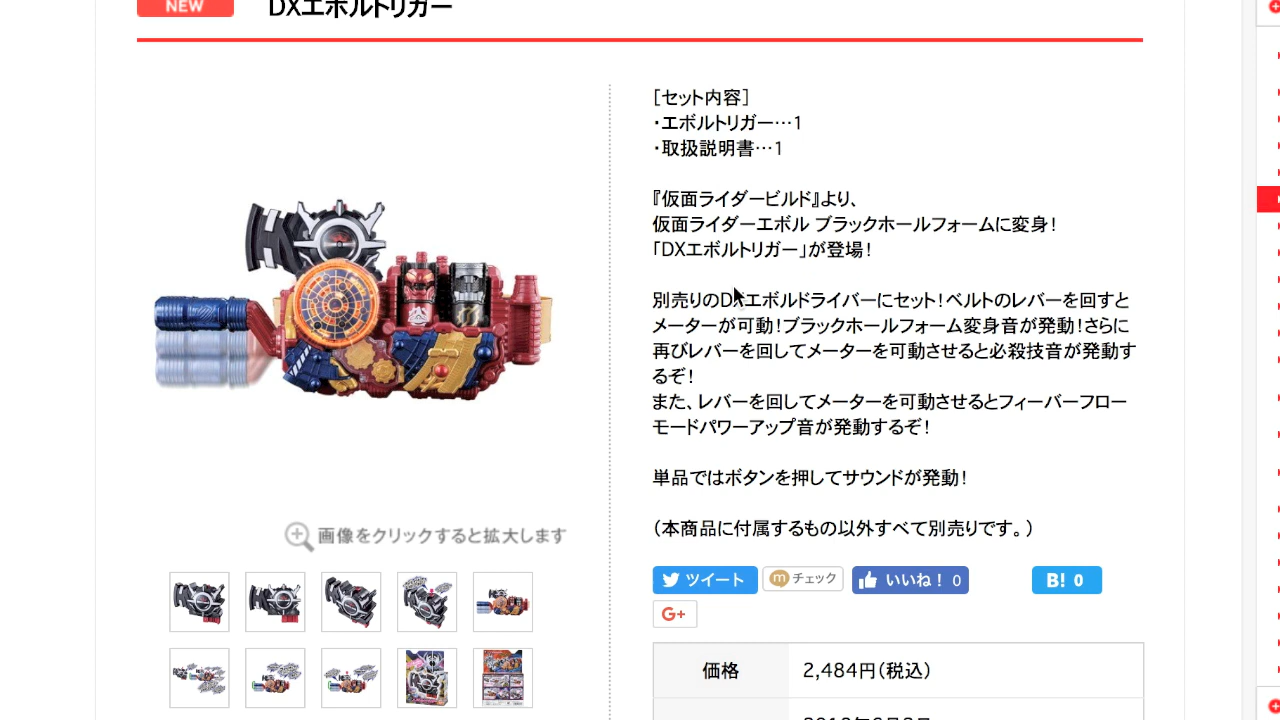 NEW
DXエボルトリガー
［セット内容］
・エボルトリガー…1
・取扱説明書…1
『仮面ライダービルド』より、
仮面ライダーエボル ブラックホールフォームに変身！
「DXエボルトリガー」が登場！
別売りのDXエボルドライバーにセット！ベルトのレバーを回すと
メーターが可動！ブラックホールフォーム変身音が発動！さらに
再びレバーを回してメーターを可動させると必殺技音が発動す
るぞ！
また、レバーを回してメーターを可動させるとフィーバーフロー
モードパワーアップ音が発動するぞ！
単品ではボタンを押してサウンドが発動！
（本商品に付属するもの以外すべて別売りです。）
画像をクリックすると拡大します
ツイート
チェック
いいね！ 0
B! 0
G+
価格
2,484円（税込）